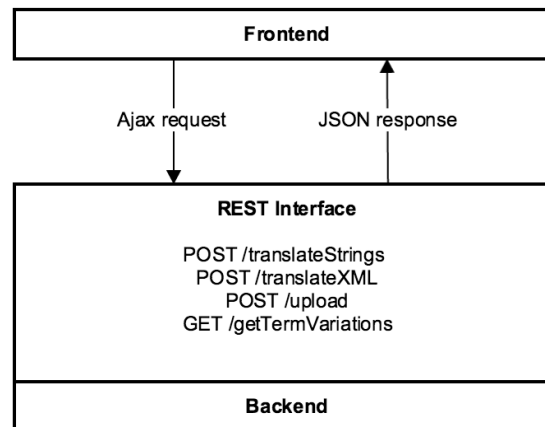 Frontend
Ajax request
JSON response
REST Interface
POST /translateStrings
POST /translateXML
POST /upload
GET /getTermVariations
Backend